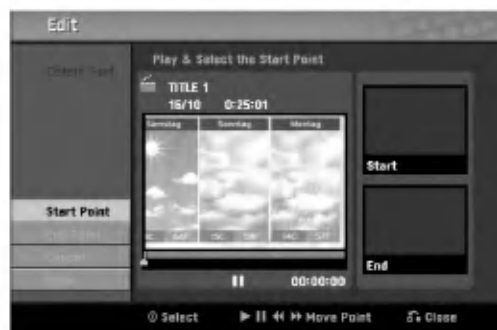 Edit
Play & Select the Start Point
TITLE 1
16/10 0:25:01
Samstag Sonntag Montag
Start
Start Point
End
00:00:00
Select Move Point Close